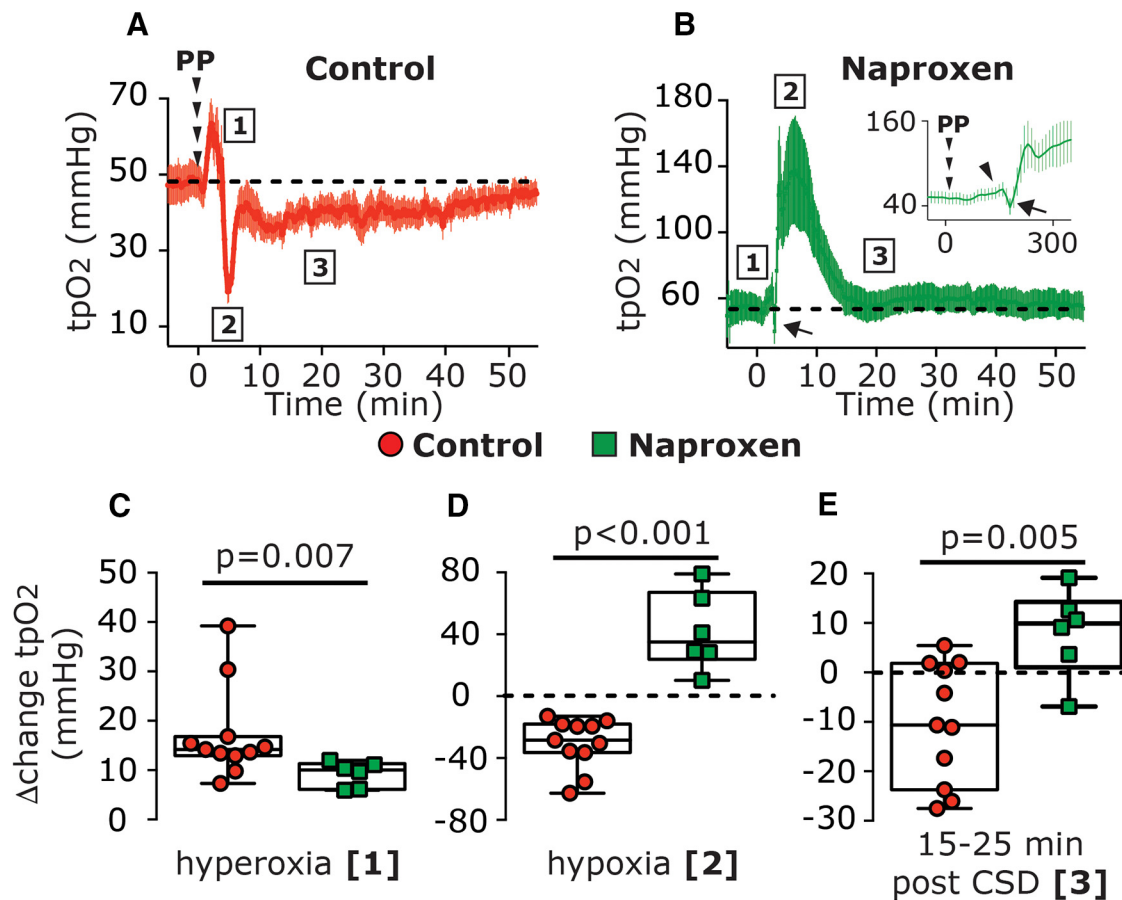 A
PP
Control
tpO2 (mmHg)
70
50
30
10
1
2
3
0 10 20 30 40 50
Time (min)
B
Naproxen
tpO2 (mmHg)
180
140
100
60
1
2
3
160
40
PP
0 300
0 10 20 30 40 50
Time (min)
Control Naproxen
Δchange tpO2
(mmHg)
C
p=0.007
50
40
30
20
10
0
hyperoxia [1]
D
p<0.001
80
40
0
-40
-80
hypoxia [2]
E
p=0.005
20
10
0
-10
-20
-30
15-25 min
post CSD [3]